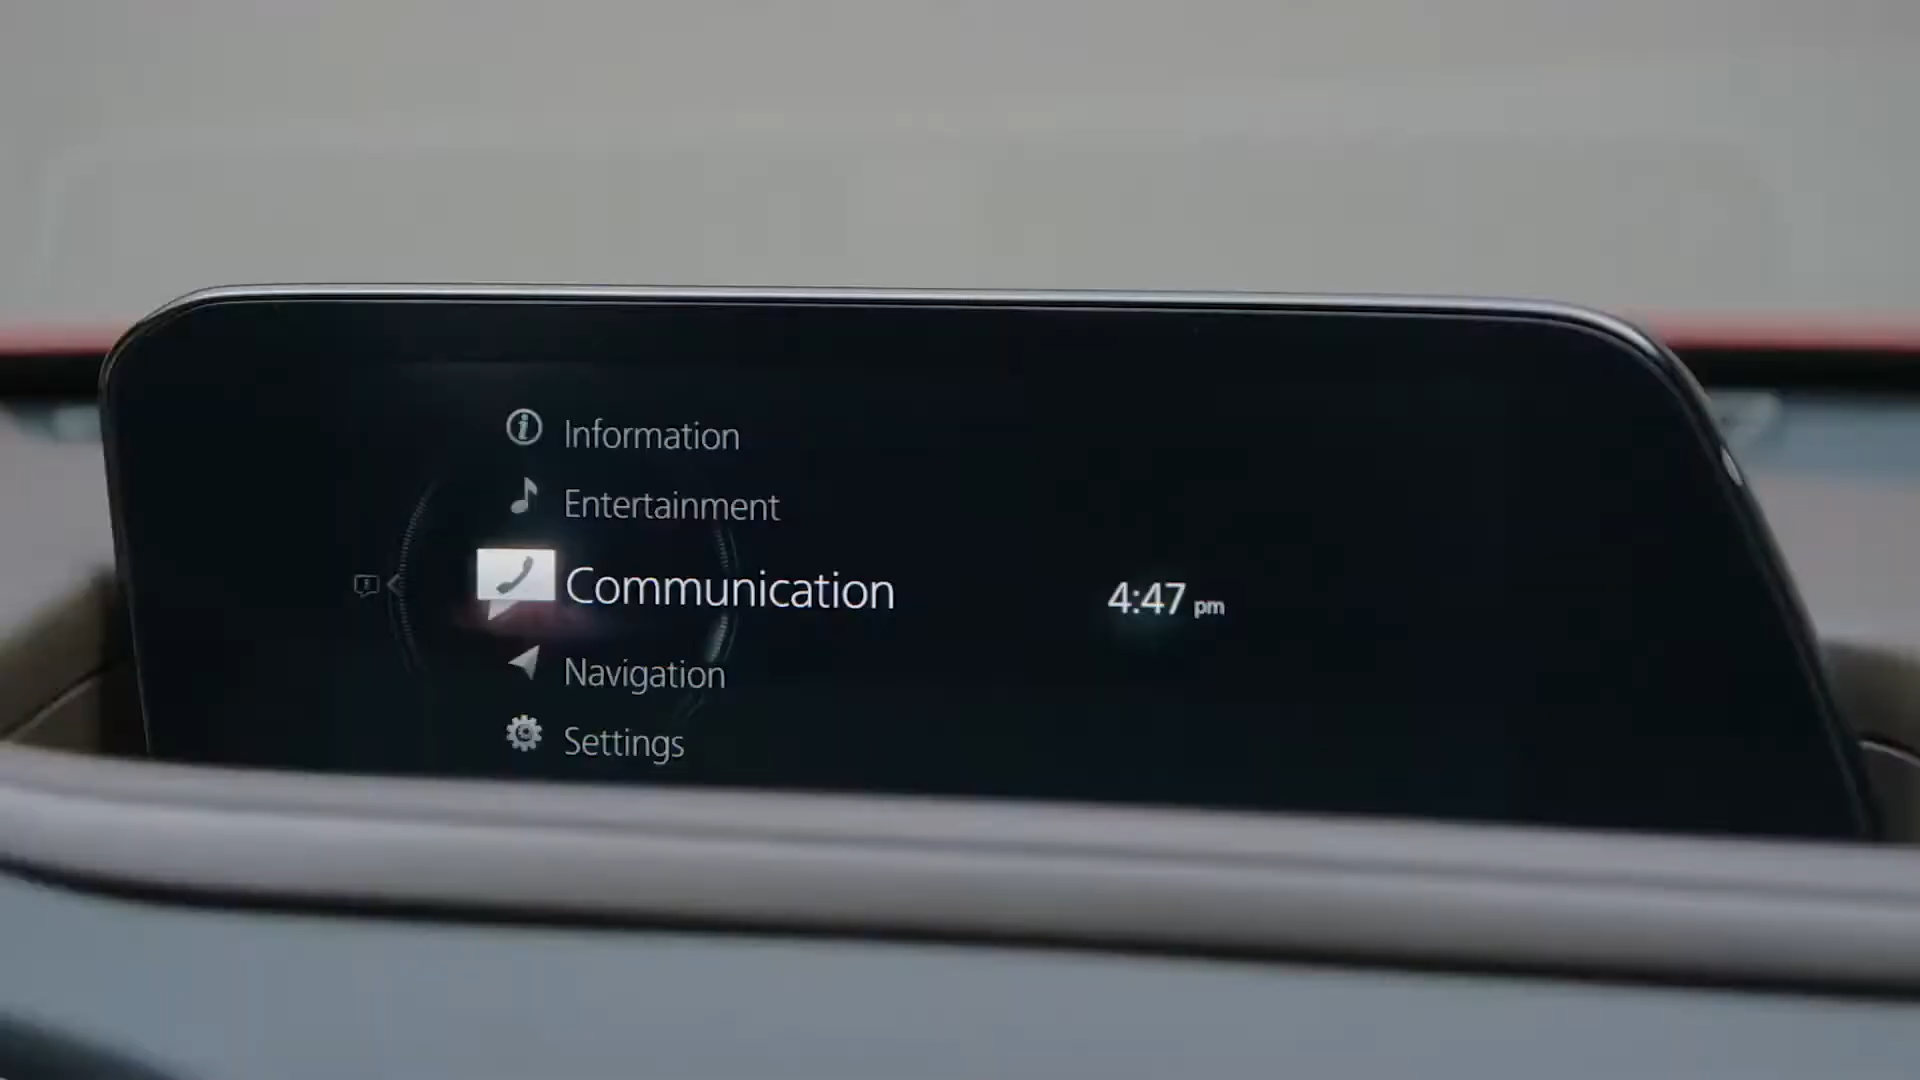 Information
Entertainment
Communication
4:47 pm
Navigation
Settings